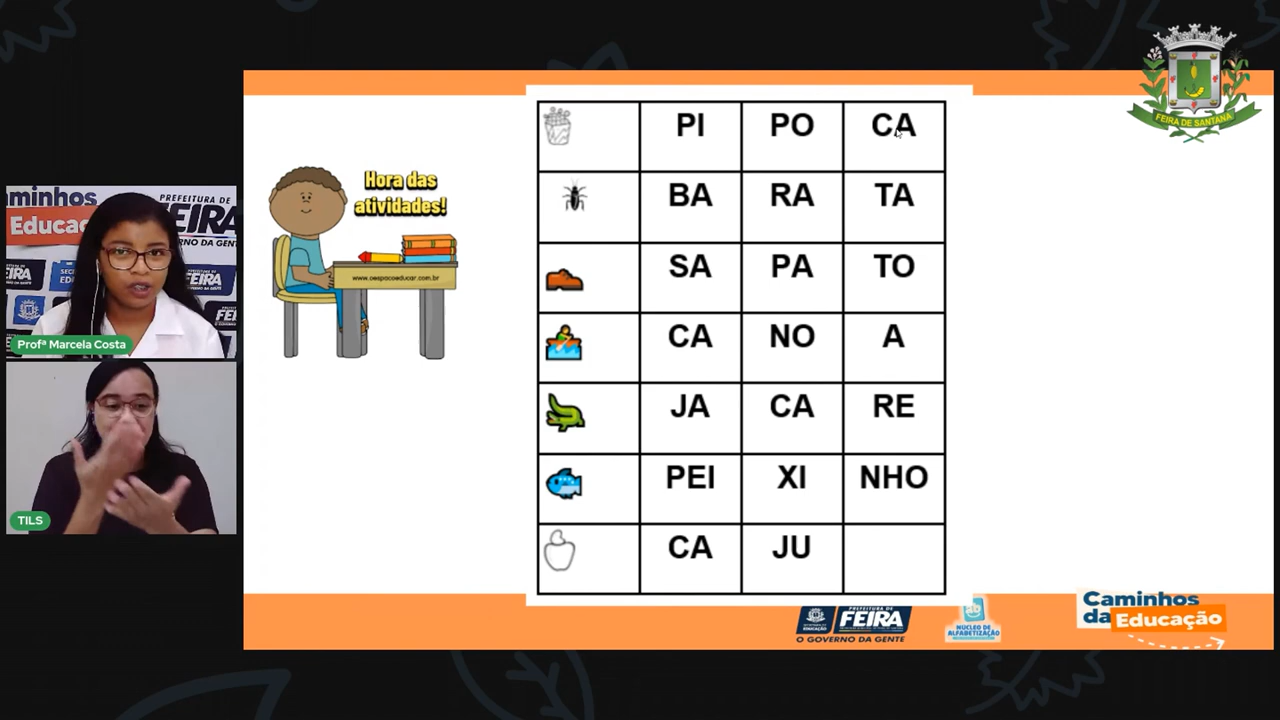 FEIRA DE SANTANA
Hora das
atividades!
www.oespacoeducar.com.br
PI PO CA
BA RA TA
SA PA TO
CA NO A
JA CA RE
PEI XI NHO
CA JU
minhos
Educaç
PREFEITURA DE
FEIRA
Profª Marcela Costa
TILS
PREFEITURA DE
FEIRA
O GOVERNO DA GENTE
NÚCLEO DE
ALFABETIZAÇÃO
Caminhos
da Educação